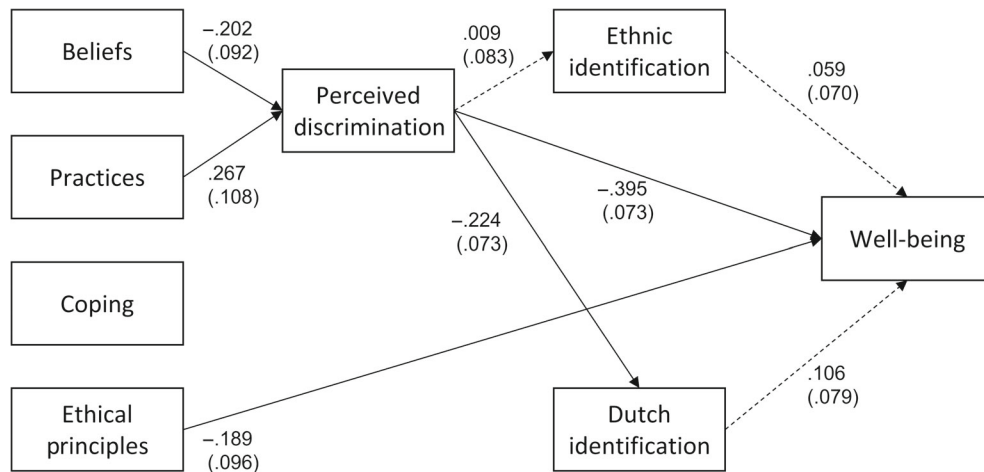 Beliefs
–.202
(.092)
Perceived
discrimination
.009
(.083)
Ethnic
identification
.059
(.070)
Practices
.267
(.108)
–.395
(.073)
–.224
(.073)
Well-being
Coping
Ethical
principles
–.189
(.096)
Dutch
identification
.106
(.079)